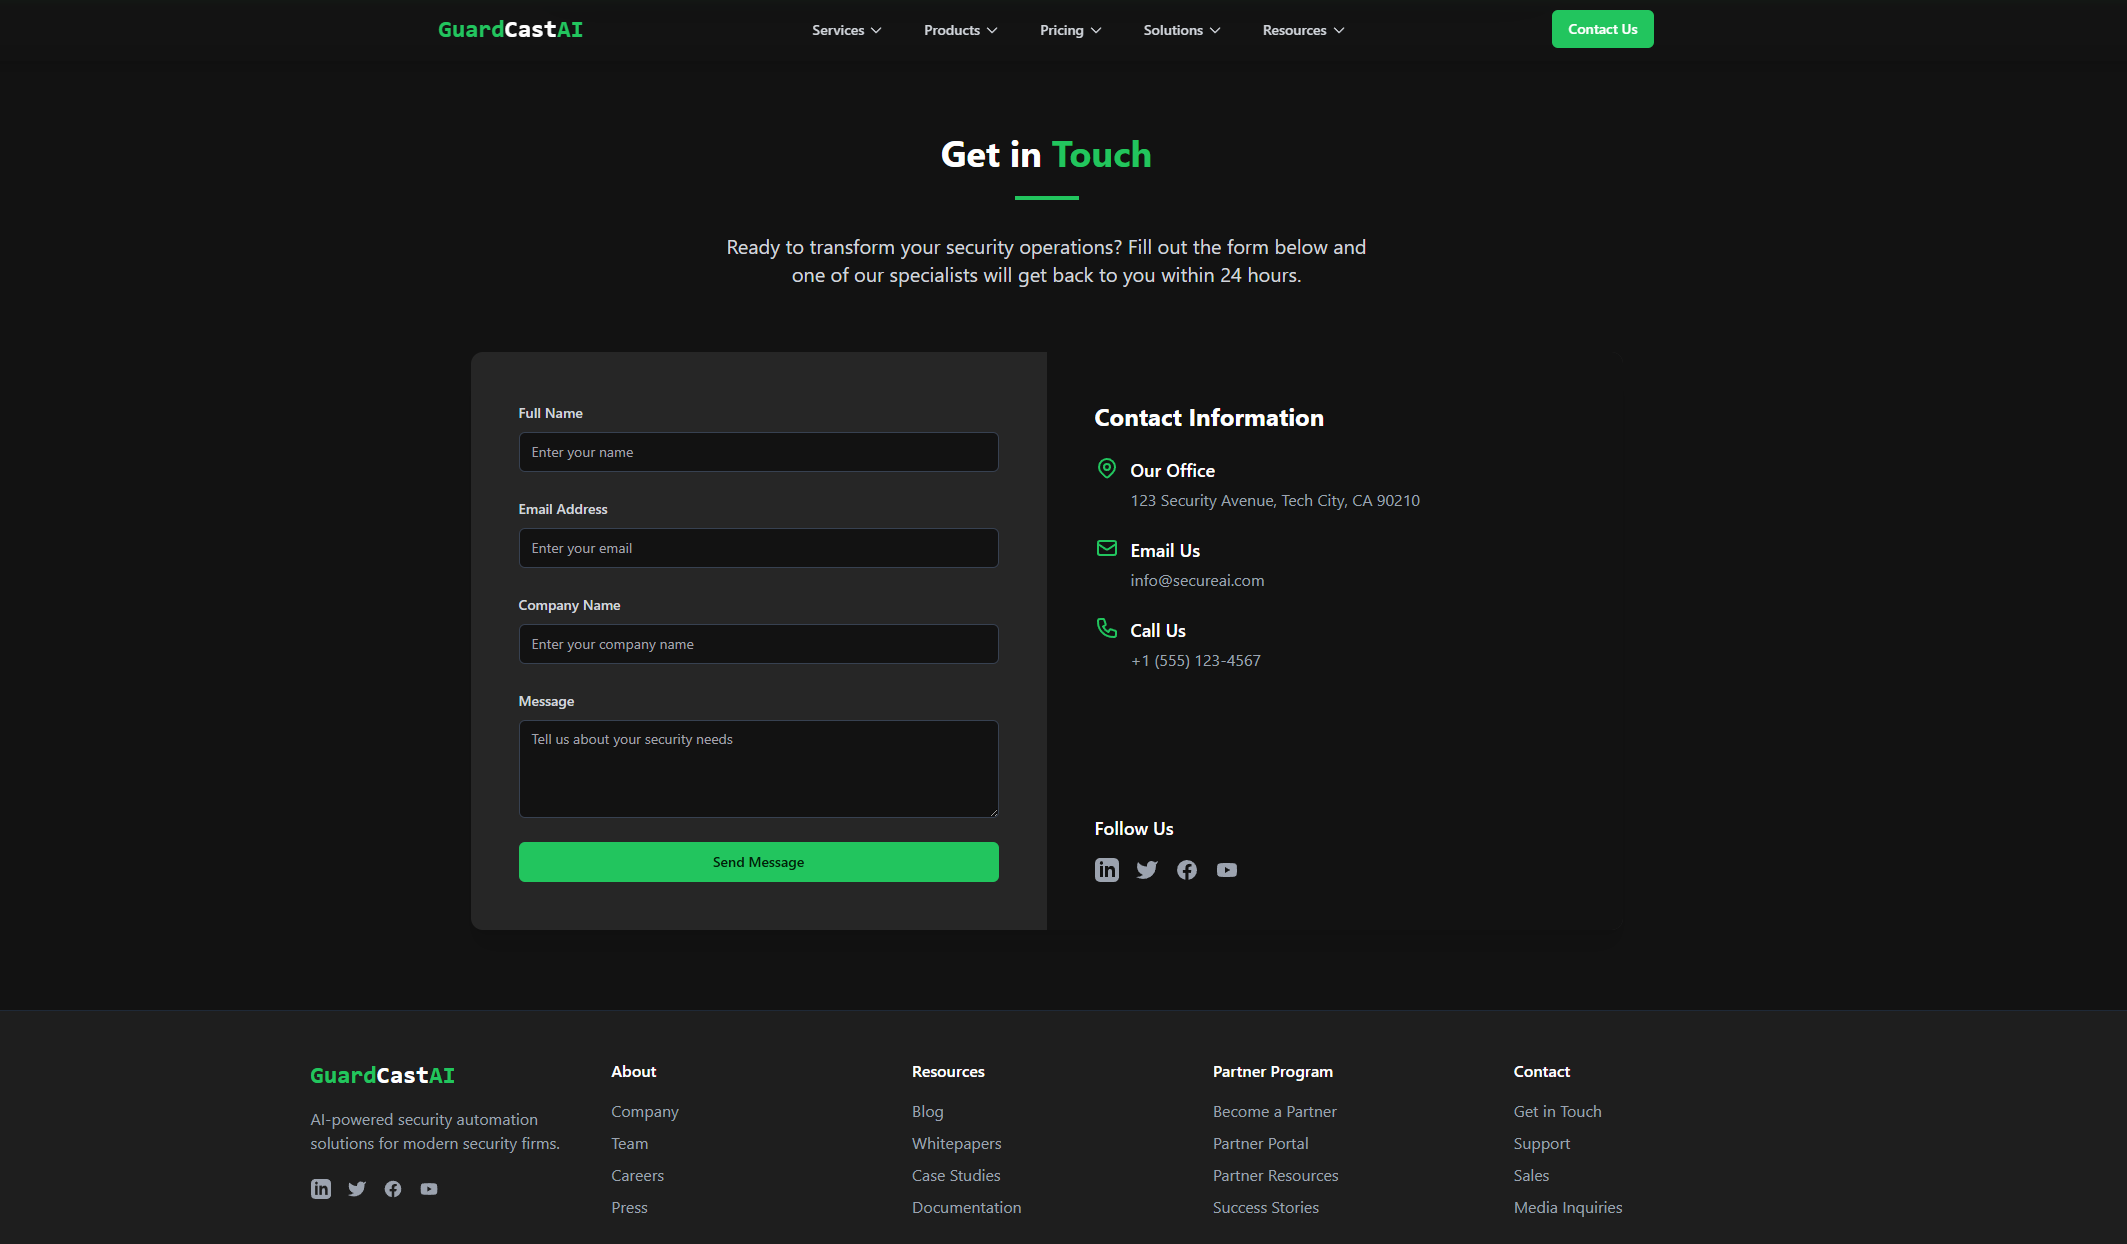 GuardCastAI
Services
Products
Pricing
Solutions
Resources
Contact Us
Get in Touch
Ready to transform your security operations? Fill out the form below and
one of our specialists will get back to you within 24 hours.
Full Name
Enter your name
Email Address
Enter your email
Company Name
Enter your company name
Message
Tell us about your security needs
Send Message
Contact Information
Our Office
123 Security Avenue, Tech City, CA 90210
Email Us
info@secureai.com
Call Us
+1 (555) 123-4567
Follow Us
in
GuardCastAI
AI-powered security automation
solutions for modern security firms.
in
About
Company
Team
Careers
Press
Resources
Blog
Whitepapers
Case Studies
Documentation
Partner Program
Become a Partner
Partner Portal
Partner Resources
Success Stories
Contact
Get in Touch
Support
Sales
Media Inquiries